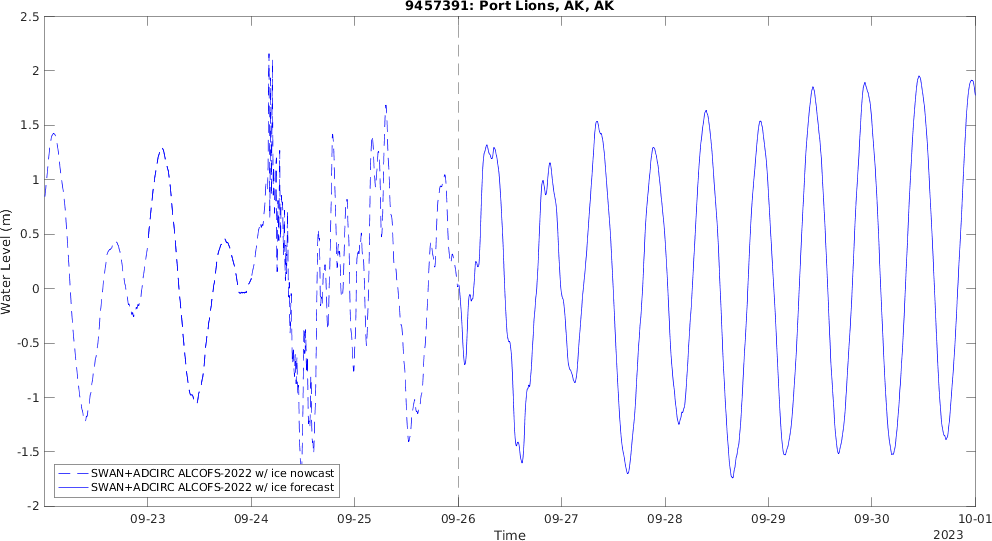 9457391: Port Lions, AK, AK
2.5
2
1.5
1
0.5
0
-0.5
-1
-1.5
-2
Water Level (m)
SWAN+ADCIRC ALCOFS-2022 w/ ice nowcast
SWAN+ADCIRC ALCOFS-2022 w/ ice forecast
09-23 09-24 09-25 09-26 09-27 09-28 09-29 09-30 10-01
Time
2023